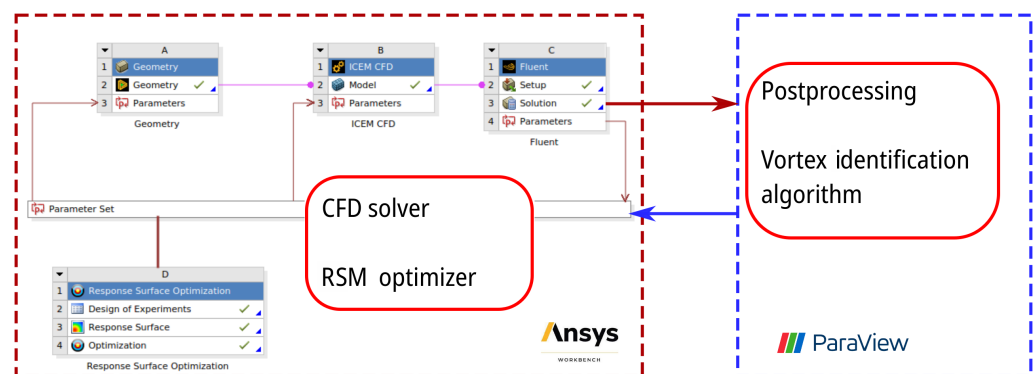 A
1 Geometry
2 Geometry
3 Parameters
Geometry
B
1 ICEM CFD
2 Model
3 Parameters
ICEM CFD
C
1 Fluent
2 Setup
3 Solution
4 Parameters
Fluent
Postprocessing
Vortex identification
algorithm
Parameter Set
CFD solver
RSM optimizer
D
1 Response Surface Optimization
2 Design of Experiments
3 Response Surface
4 Optimization
Response Surface Optimization
Ansys
WORKBENCH
ParaView